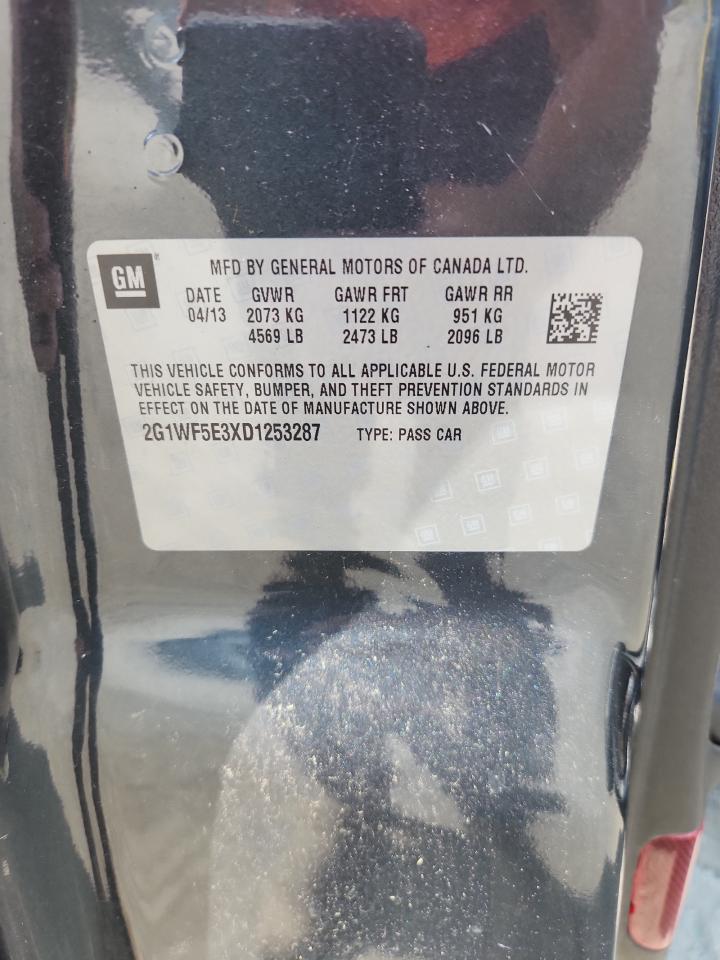 GM
MFD BY GENERAL MOTORS OF CANADA LTD.
DATE GVWR GAWR FRT GAWR RR
04/13 2073 KG 1122 KG 951 KG
4569 LB 2473 LB 2096 LB
THIS VEHICLE CONFORMS TO ALL APPLICABLE U.S. FEDERAL MOTOR
VEHICLE SAFETY, BUMPER, AND THEFT PREVENTION STANDARDS IN
EFFECT ON THE DATE OF MANUFACTURE SHOWN ABOVE.
2G1WF5E3XD1253287 TYPE: PASS CAR